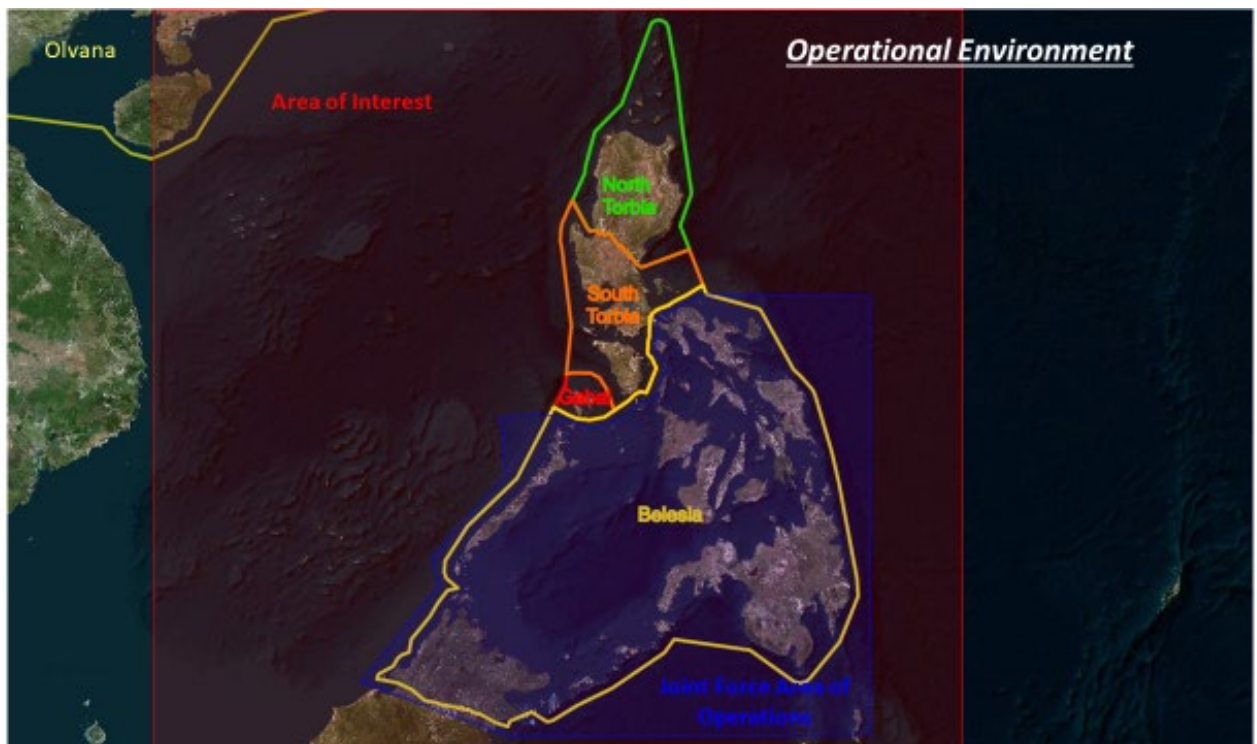 Olvana
Operational Environment
Area of Interest
North
Torbia
South
Torbia
Gabal
Belesia
Joint Force Area of
Operations